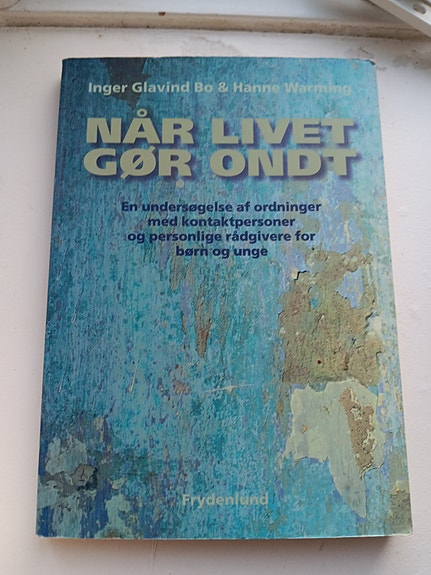 Inger Glavind Bo & Hanne Warming
NÅR LIVET
GØR ONDT
En undersøgelse af ordninger
med kontaktpersoner
og personlige rådgivere for
børn og unge
Frydenlund